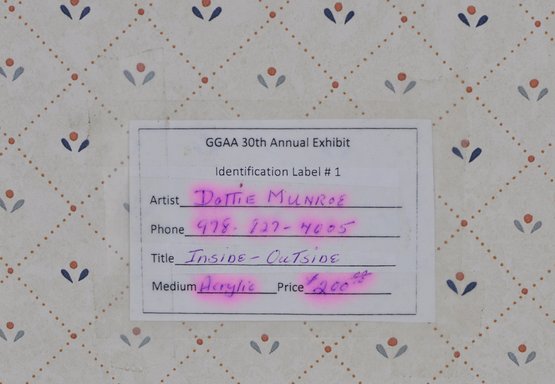 GGAA 30th Annual Exhibit
Identification Label # 1
Artist Dottie Munroe
Phone 978-827-4605
Title Inside-Outside
Medium Acrylic Price $200.00